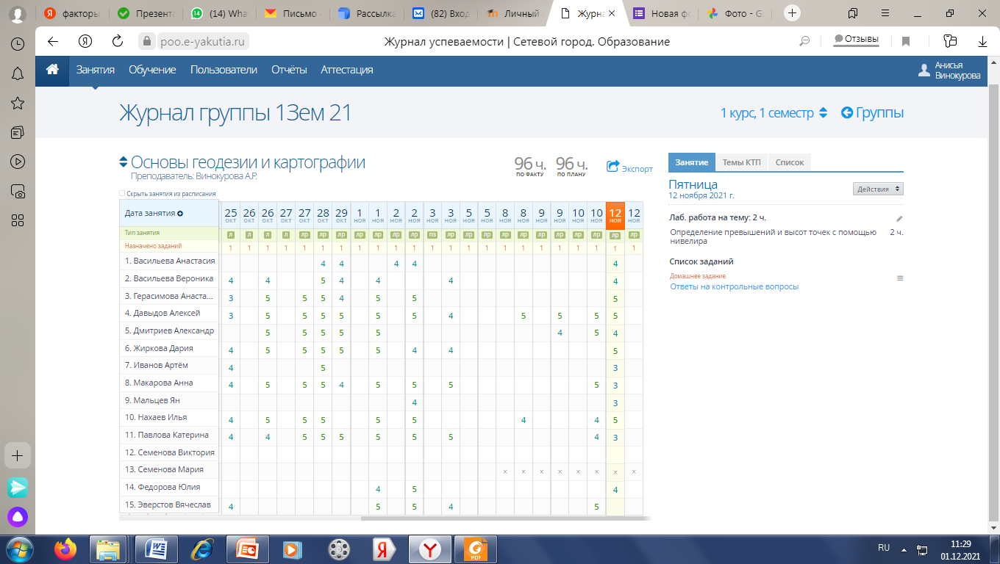 факторы
Презента
(14) Wha
Письмо
Рассылка
(82) Вход
Личный
Журна
Новая фо
Фото - G
poo.e-yakutia.ru
Журнал успеваемости | Сетевой город. Образование
Отзывы
Занятия Обучение Пользователи Отчёты Аттестация
Анисья
Винокурова
Журнал группы 1Зем 21
1 курс, 1 семестр
Группы
Основы геодезии и картографии
Преподаватель: Винокурова А.Р.
96 ч.
ПО ФАКТУ
96 ч.
ПО ПЛАНУ
Экспорт
Скрыть занятия из расписания
Дата занятия 25 26 26 27 27 28 29 1 1 2 2 3 3 5 5 8 8 9 9 10 10 12 12
ОКТ ОКТ ОКТ ОКТ ОКТ ОКТ ОКТ НОЯ НОЯ НОЯ НОЯ НОЯ НОЯ НОЯ НОЯ НОЯ НОЯ НОЯ НОЯ НОЯ НОЯ НОЯ НОЯ
Тип занятия л л л л лр лр лр лр лр лр лр пз лр лр лр лр лр лр лр лр лр лр лр
Назначено заданий 1 1 1 1 1 1 1 1 1 1 1 1 1 1 1 1 1 1 1 1 1 1 1
1. Васильева Анастасия 4 4 4 4 4
2. Васильева Вероника 4 4 5 4 4 4 4
3. Герасимова Анаста... 3 5 5 5 4 5 5 5
4. Давыдов Алексей 3 5 5 5 5 5 5 4 5 5 5 5
5. Дмитриев Александр 5 5 5 5 5 4 5 4
6. Жиркова Дария 4 5 5 5 5 5 4 4 5
7. Иванов Артём 4 5 3
8. Макарова Анна 4 5 5 5 4 5 5 5 5 3
9. Мальцев Ян 4 3
10. Нахаев Илья 4 5 5 5 5 5 4 4 5
11. Павлова Катерина 4 4 5 5 5 5 5 5 4 3
12. Семенова Виктория
13. Семенова Мария × × × × × × × ×
14. Федорова Юлия 4 5 4
15. Эверстов Вячеслав 4 5 5 4 5
Занятие Темы КТП Список
Пятница
12 ноября 2021 г.
Действия
Лаб. работа на тему: 2 ч.
Определение превышений и высот точек с помощью
нивелира
2 ч.
Список заданий
Домашнее задание
Ответы на контрольные вопросы
RU
11:29
01.12.2021